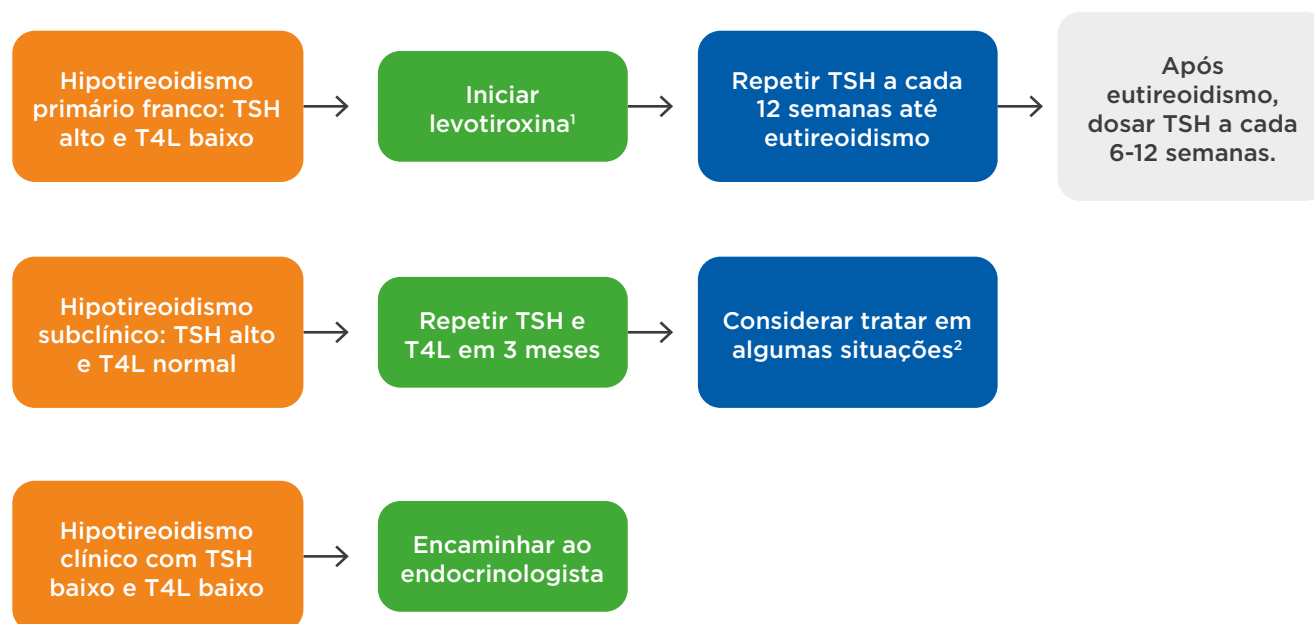 Hipotireoidismo
primário franco: TSH
alto e T4L baixo
Iniciar
levotiroxina¹
Repetir TSH a cada
12 semanas até
eutireoidismo
Após
eutireoidismo,
dosar TSH a cada
6-12 semanas.
Hipotireoidismo
subclínico: TSH alto
e T4L normal
Repetir TSH e
T4L em 3 meses
Considerar tratar em
algumas situações²
Hipotireoidismo
clínico com TSH
baixo e T4L baixo
Encaminhar ao
endocrinologista